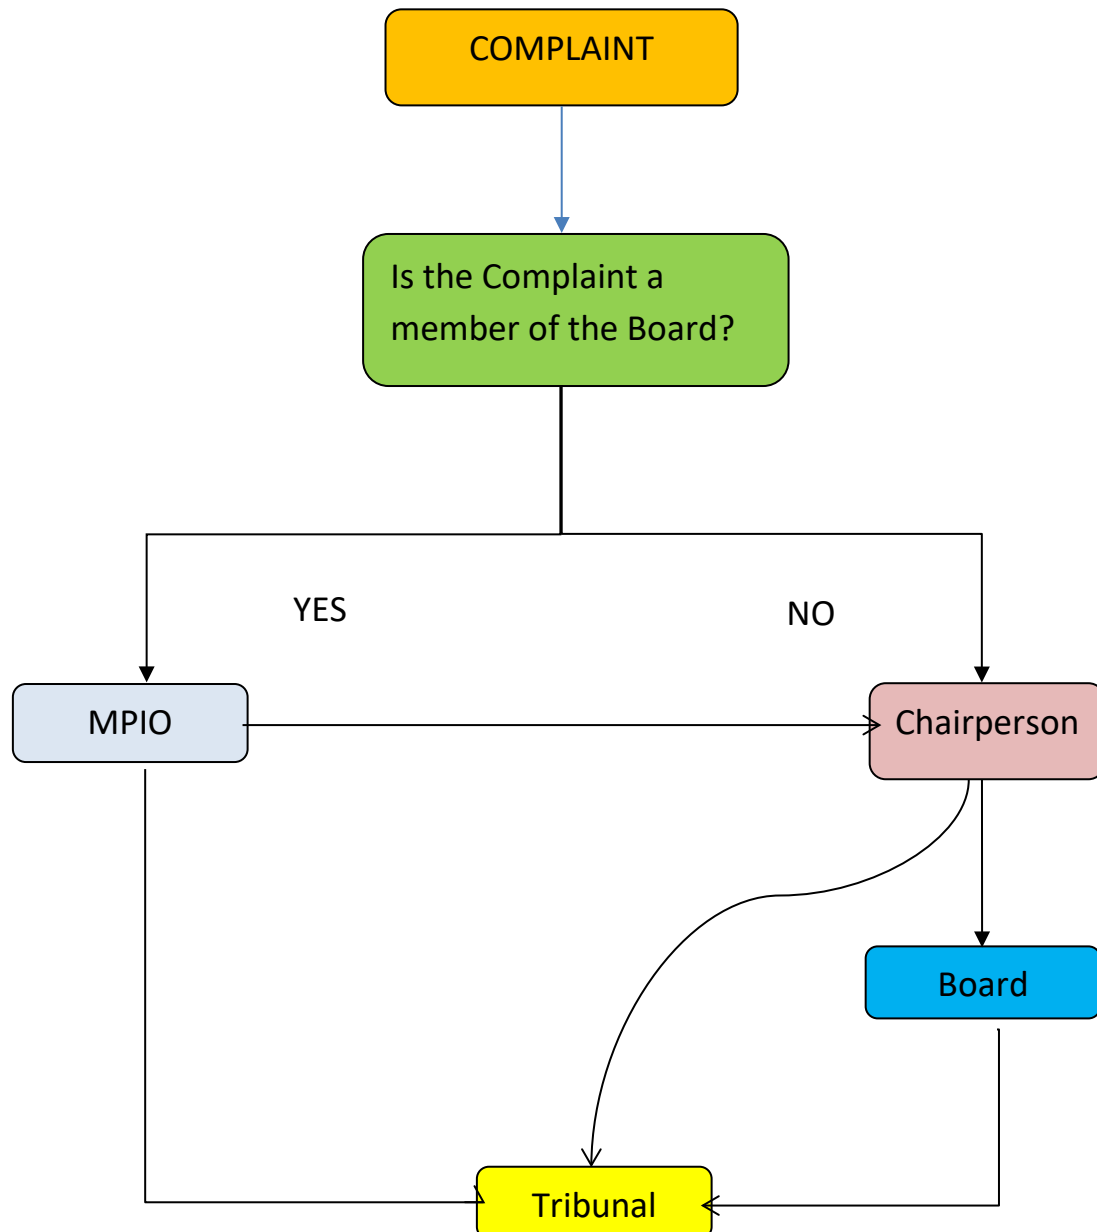 COMPLAINT
Is the Complaint a
member of the Board?
YES
NO
MPIO
Chairperson
Board
Tribunal